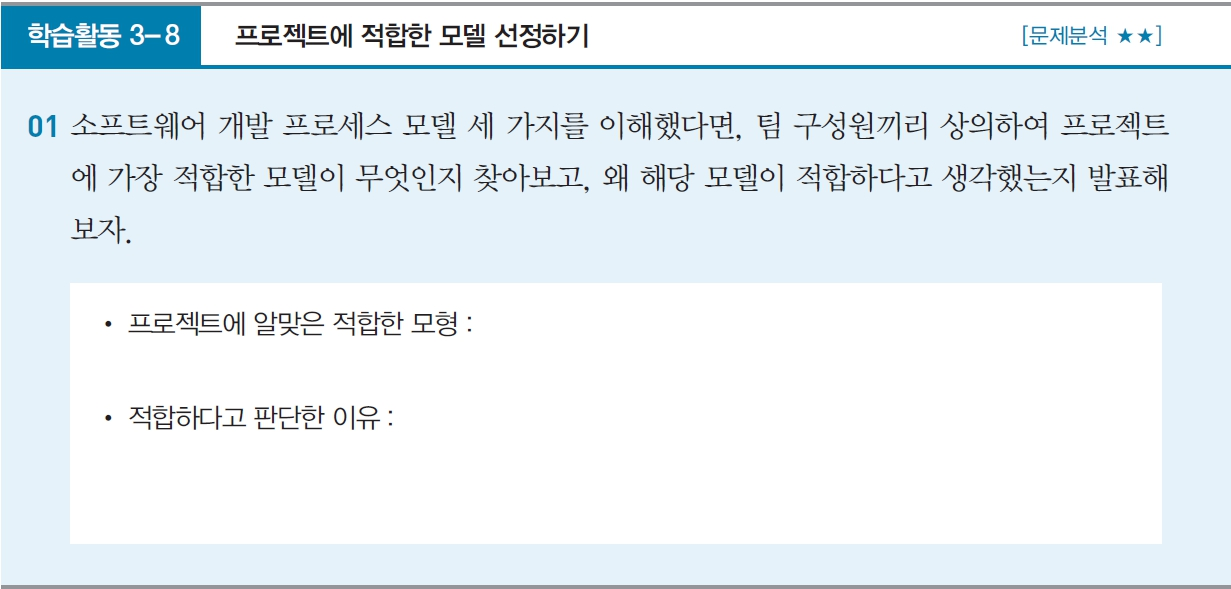 학습활동 3-8 프로젝트에 적합한 모델 선정하기 [문제분석 ★★]
01 소프트웨어 개발 프로세스 모델 세 가지를 이해했다면, 팀 구성원끼리 상의하여 프로젝트
에 가장 적합한 모델이 무엇인지 찾아보고, 왜 해당 모델이 적합하다고 생각했는지 발표해
보자.
• 프로젝트에 알맞은 적합한 모형 :
• 적합하다고 판단한 이유 :